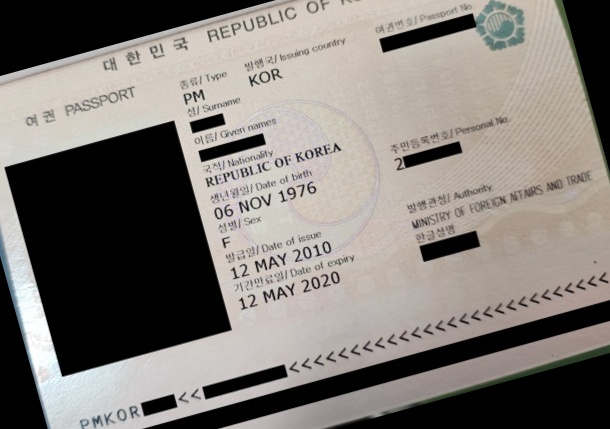 대한민국 REPUBLIC OF
여권 PASSPORT
종류/ Type 발행국/ Issuing country 여권번호/ Passport No.
PM KOR
성/ Surname
이름/ Given names
국적/ Nationality 주민등록번호/ Personal No.
REPUBLIC OF KOREA 2
생년월일/ Date of birth
06 NOV 1976
성별/ Sex 발행관청/ Authority
F MINISTRY OF FOREIGN AFFAIRS AND TRADE
발급일/ Date of issue 한글성명
12 MAY 2010
기간만료일/ Date of expiry
12 MAY 2020
PMKOR<<<<<<<<<<<<<<<<<<<<<<<<<<<